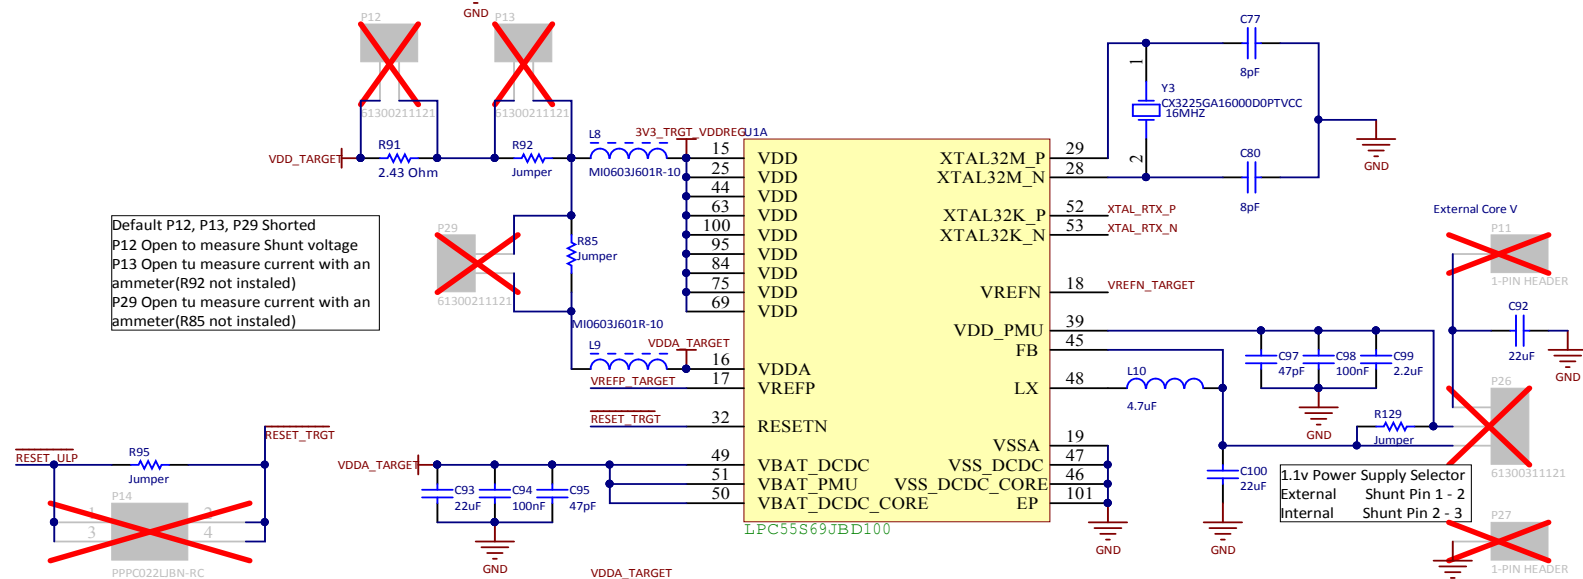 P12
GND
P13
61300211121
61300211121
VDD_TARGET
R91
2.43 Ohm
R92
Jumper
L8
MI0603J601R-10
3V3_TRGT_VDDREG
U1A
Default P12, P13, P29 Shorted
P12 Open to measure Shunt voltage
P13 Open tu measure current with an
ammeter(R92 not instaled)
P29 Open tu measure current with an
ammeter(R85 not instaled)
P29
61300211121
R85
Jumper
MI0603J601R-10
L9
VDDA_TARGET
VREFP_TARGET
RESET_TRGT
15 VDD
25 VDD
44 VDD
63 VDD
100 VDD
95 VDD
84 VDD
75 VDD
69 VDD
16 VDDA
17 VREFP
32 RESETN
49 VBAT_DCDC
51 VBAT_PMU
50 VBAT_DCDC_CORE
XTAL32M_P 29
XTAL32M_N 28
XTAL32K_P 52
XTAL32K_N 53
VREFN 18
VDD_PMU 39
FB 45
LX 48
VSSA 19
VSS_DCDC 47
VSS_DCDC_CORE 46
EP 101
LPC55S69JBD100
C77
8pF
1
Y3
CX3225GA16000D0PTVCC
16MHZ
2
C80
8pF
GND
XTAL_RTX_P
XTAL_RTX_N
VREFN_TARGET
External Core V
P11
1-PIN HEADER
C92
22uF
GND
C97
47pF
C98
100nF
C99
2.2uF
GND
L10
4.7uF
R129
Jumper
P26
61300311121
C100
22uF
GND
GND
1.1v Power Supply Selector
External Shunt Pin 1 - 2
Internal Shunt Pin 2 - 3
P27
1-PIN HEADER
GND
RESET_ULP
R95
Jumper
RESET_TRGT
P14
1
2
3
4
PPPC022LJBN-RC
VDDA_TARGET
C93
22uF
C94
100nF
C95
47pF
GND
VDDA_TARGET